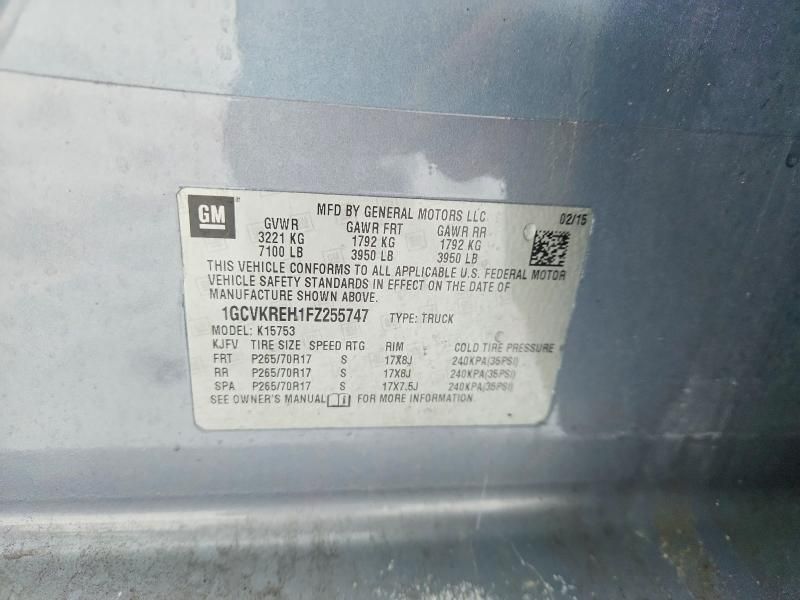 GM
MFD BY GENERAL MOTORS LLC
02/15
GVWR GAWR FRT GAWR RR
3221 KG 1792 KG 1792 KG
7100 LB 3950 LB 3950 LB
THIS VEHICLE CONFORMS TO ALL APPLICABLE U.S. FEDERAL MOTOR
VEHICLE SAFETY STANDARDS IN EFFECT ON THE DATE OF
MANUFACTURE SHOWN ABOVE.
1GCVKREH1FZ255747 TYPE: TRUCK
MODEL: K15753
KJFV TIRE SIZE SPEED RTG RIM COLD TIRE PRESSURE
FRT P265/70R17 S 17X8J 240KPA(35PSI)
RR P265/70R17 S 17X8J 240KPA(35PSI)
SPA P265/70R17 S 17X7.5J 240KPA(35PSI)
SEE OWNER'S MANUAL FOR MORE INFORMATION.